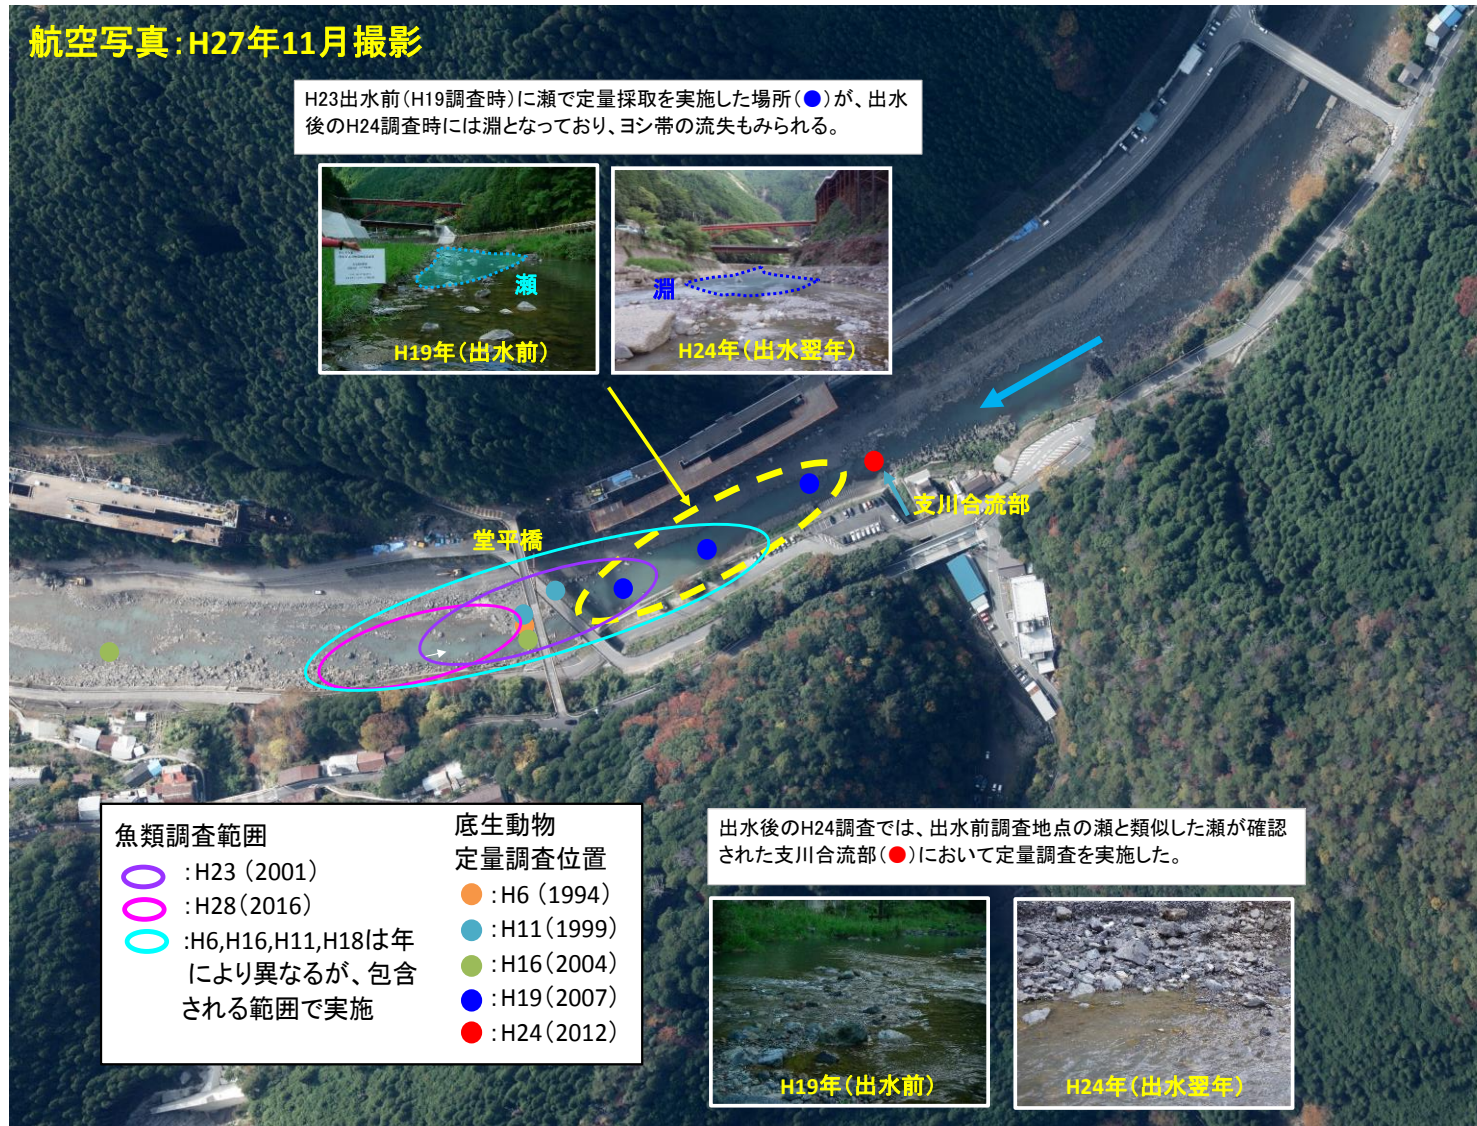 航空写真：H27年11月撮影
H23出水前（H19調査時）に瀬で定量採取を実施した場所（●）が、出水
後のH24調査時には淵となっており、ヨシ帯の流失もみられる。
瀬
H19年（出水前）
淵
H24年（出水翌年）
支川合流部
堂平橋
魚類調査範囲
：H23（2001）
：H28（2016）
：H6,H16,H11,H18は年
により異なるが、包含
される範囲で実施
底生動物
定量調査位置
：H6（1994）
：H11（1999）
：H16（2004）
：H19（2007）
：H24（2012）
出水後のH24調査では、出水前調査地点の瀬と類似した瀬が確認
された支川合流部（●）において定量調査を実施した。
H19年（出水前）
H24年（出水翌年）